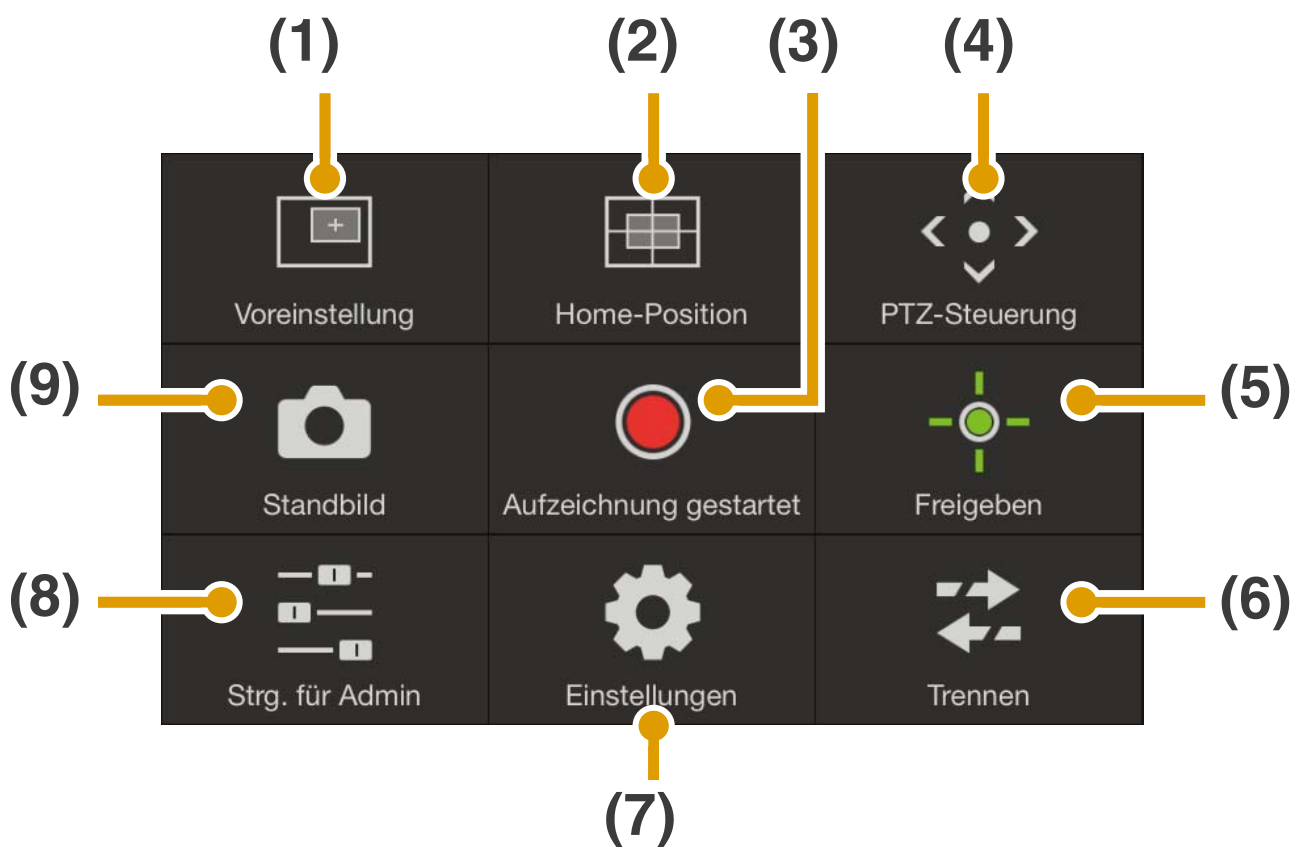 (1) (2) (3) (4)
Voreinstellung Home-Position PTZ-Steuerung
(9) (5)
Standbild Aufzeichnung gestartet Freigeben
(8) (6)
Strg. für Admin Einstellungen Trennen
(7)